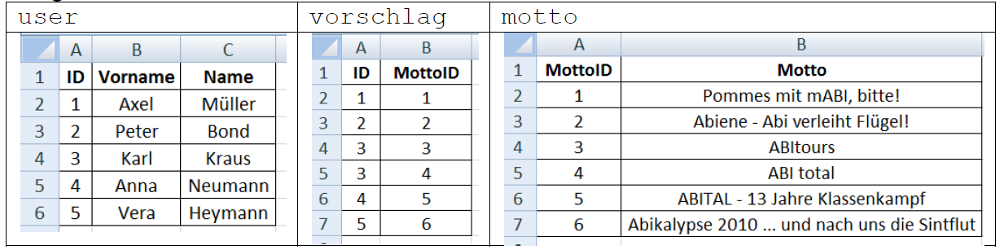 user vorschlag motto
A B C A B A B
1 ID Vorname Name 1 ID MottoID 1 MottoID Motto
2 1 Axel Müller 2 1 1 2 1 Pommes mit mABI, bitte!
3 2 Peter Bond 3 2 2 3 2 Abiene - Abi verleiht Flügel!
4 3 Karl Kraus 4 3 3 4 3 ABItours
5 4 Anna Neumann 5 3 4 5 4 ABI total
6 5 Vera Heymann 6 4 5 6 5 ABITAL - 13 Jahre Klassenkampf
7 5 6 7 6 Abikalypse 2010 ... und nach uns die Sintflut